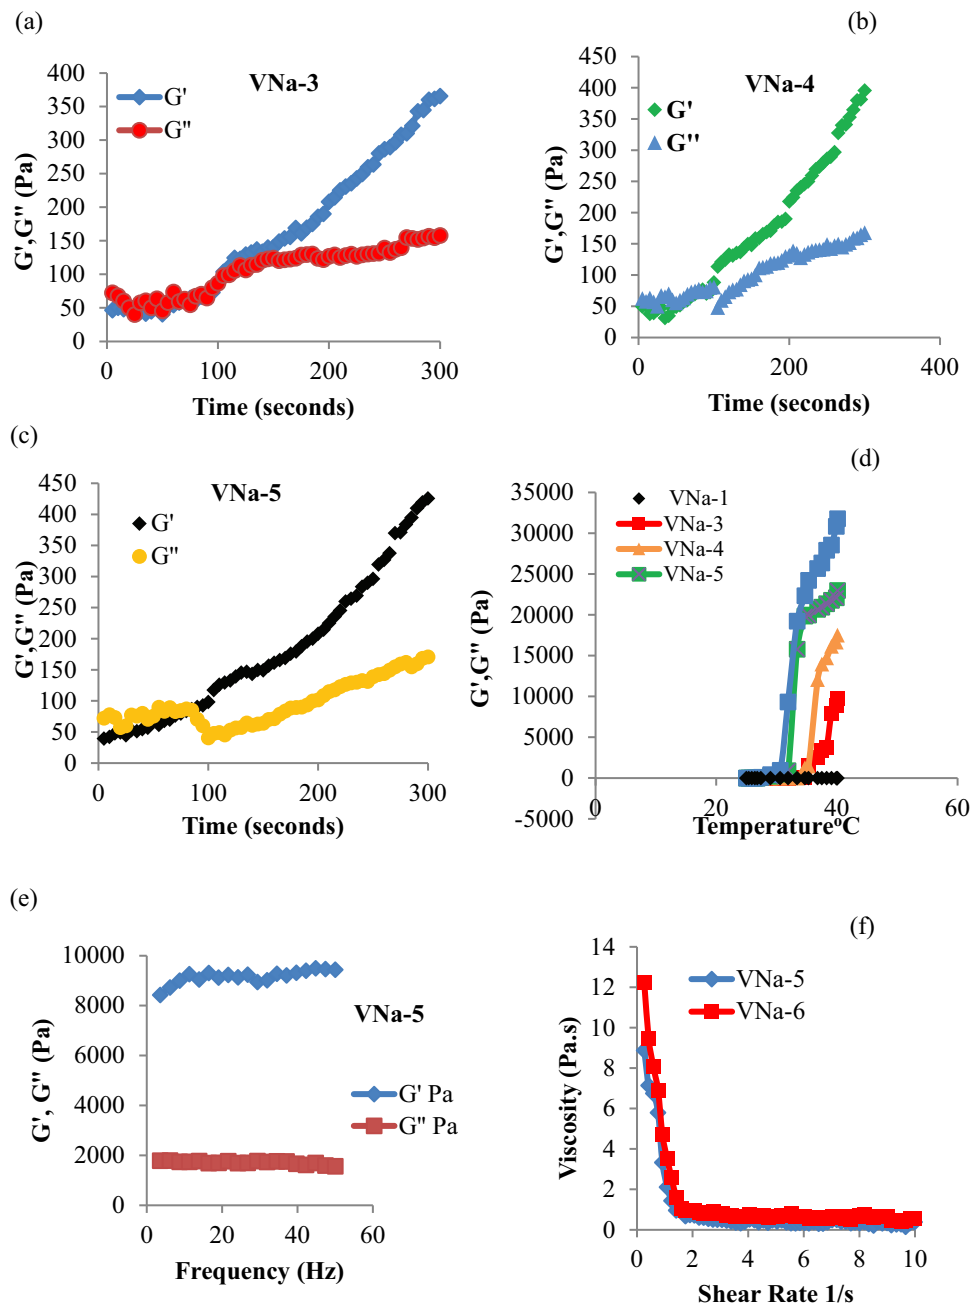 (a)
VNa-3
G'
G"
G',G" (Pa)
400
350
300
250
200
150
100
50
0
0 100 200 300
Time (seconds)
(b)
VNa-4
G'
G''
G',G" (Pa)
450
400
350
300
250
200
150
100
50
0
0 200 400
Time (seconds)
(c)
VNa-5
G'
G"
G',G" (Pa)
450
400
350
300
250
200
150
100
50
0
0 100 200 300
Time (seconds)
(d)
VNa-1
VNa-3
VNa-4
VNa-5
G',G" (Pa)
35000
30000
25000
20000
15000
10000
5000
0
-5000
0 20 40 60
Temperature°C
(e)
VNa-5
G' Pa
G" Pa
G', G" (Pa)
10000
8000
6000
4000
2000
0
0 20 40 60
Frequency (Hz)
(f)
VNa-5
VNa-6
Viscosity (Pa.s)
14
12
10
8
6
4
2
0
0 2 4 6 8 10
Shear Rate 1/s